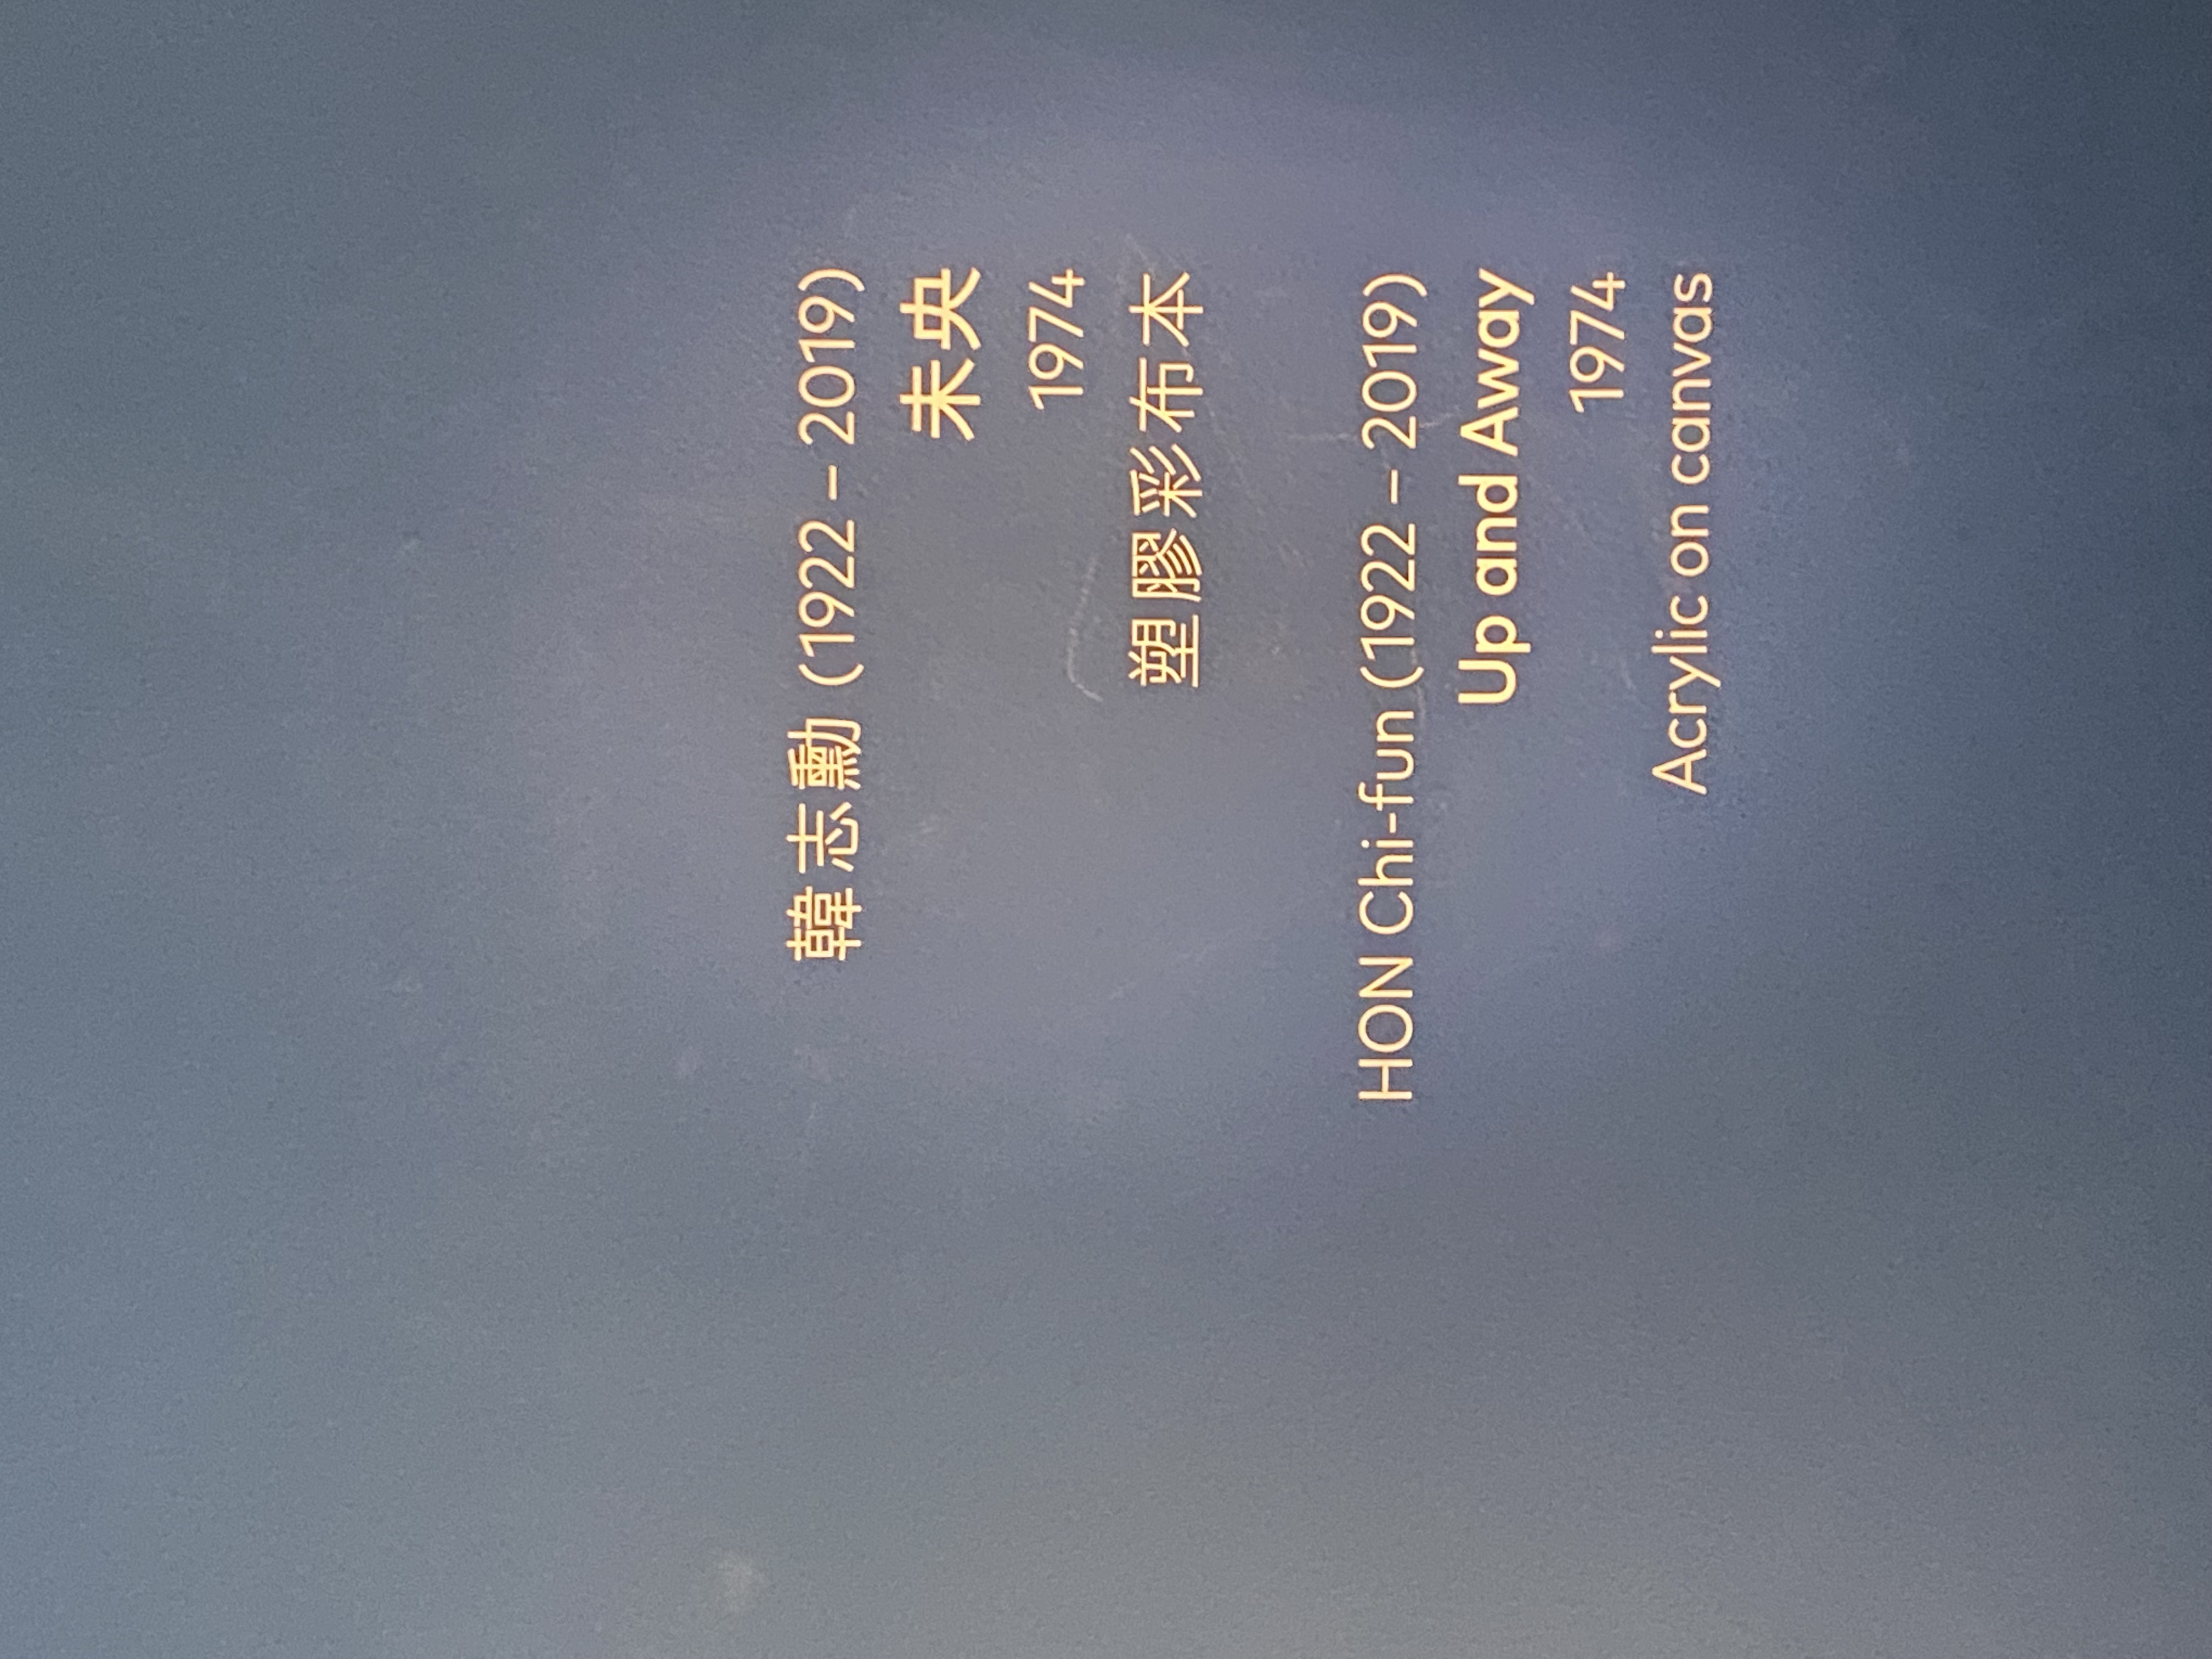 韓志勳 (1922 – 2019)
未央
1974
塑膠彩布本
HON Chi-fun (1922 – 2019)
Up and Away
1974
Acrylic on canvas